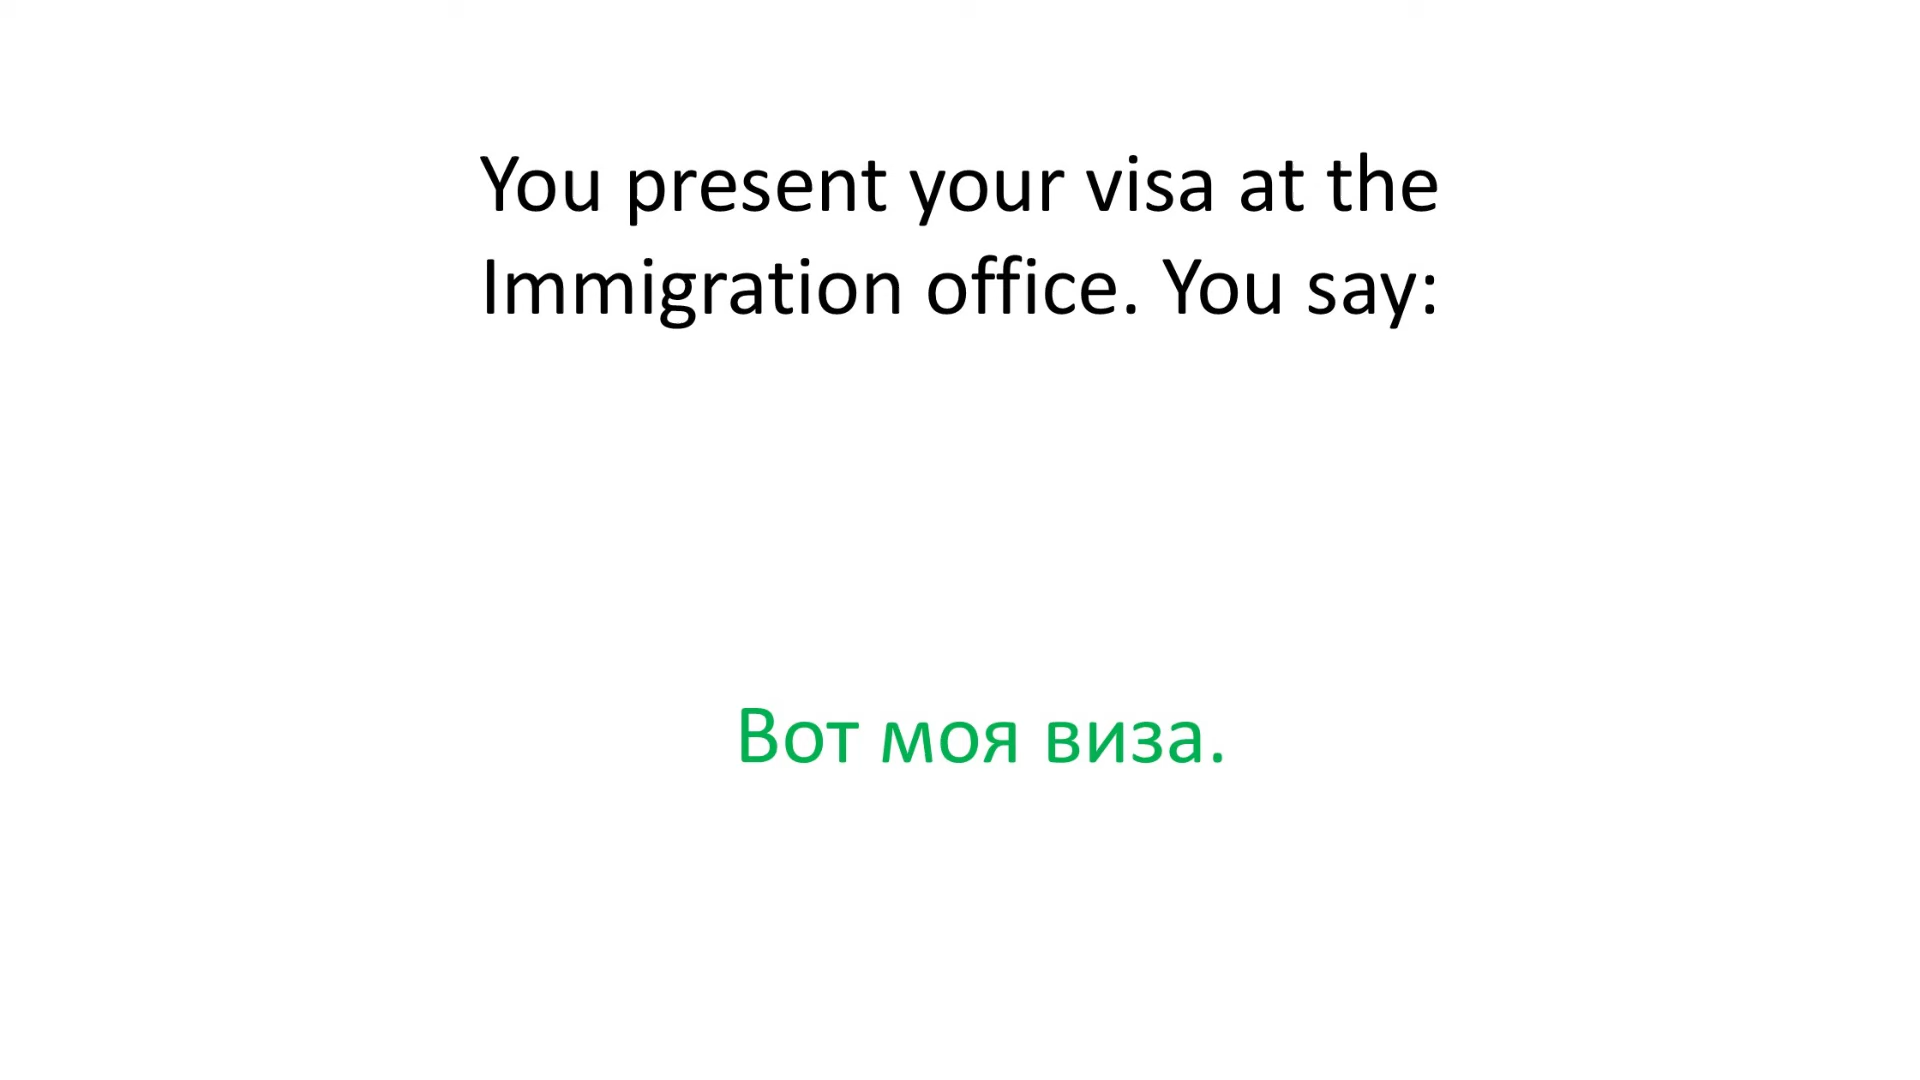 You present your visa at the
Immigration office. You say:
Вот моя виза.